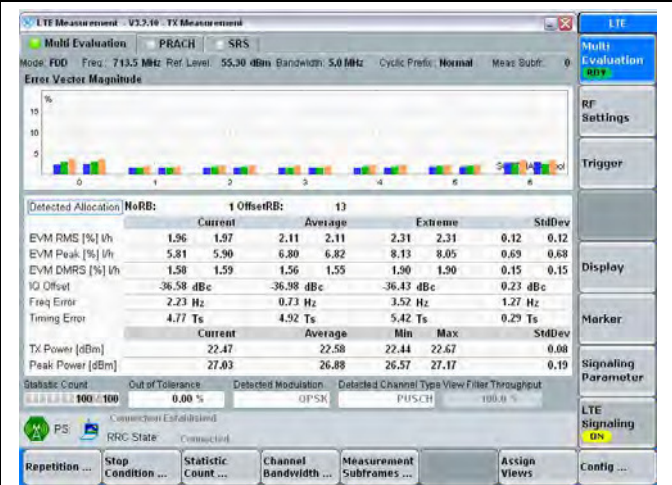 LTE Measurement - V3.2.10 - TX Measurement
LTE
Multi Evaluation PRACH SRS
Multi Evaluation
RDY
Mode: FDD Freq.: 713.5 MHz Ref. Level: 55.30 dBm Bandwidth: 5.0 MHz Cyclic Prefix: Normal Meas Subfr.: 0
Error Vector Magnitude
%
15
10
5
0 1 2 3 4 5 6
RF Settings
Trigger
Detected Allocation NoRB: 1 OffsetRB: 13
Current Average Extreme StdDev
EVM RMS [%] l/h 1.96 1.97 2.11 2.11 2.31 2.31 0.12 0.12
EVM Peak [%] l/h 5.81 5.90 6.80 6.82 8.13 8.05 0.69 0.68
EVM DMRS [%] l/h 1.58 1.59 1.56 1.55 1.90 1.90 0.15 0.15
IQ Offset -36.58 dBc -36.98 dBc -36.43 dBc 0.23 dBc
Freq Error 2.23 Hz 0.73 Hz 3.52 Hz 1.27 Hz
Timing Error 4.77 Ts 4.92 Ts 5.42 Ts 0.29 Ts
Current Average Min Max StdDev
TX Power [dBm] 22.47 22.58 22.44 22.67 0.08
Peak Power [dBm] 27.03 26.88 26.57 27.17 0.19
Display
Marker
Signaling Parameter
Statistic Count Out of Tolerance Detected Modulation Detected Channel Type View Filter Throughput
100 / 100 0.00 % QPSK PUSCH 100.0 %
PS Connection Established
RRC State Connected
LTE Signaling
ON
Repetition ... Stop Condition ... Statistic Count ... Channel Bandwidth ... Measurement Subframes ... Assign Views Config ...